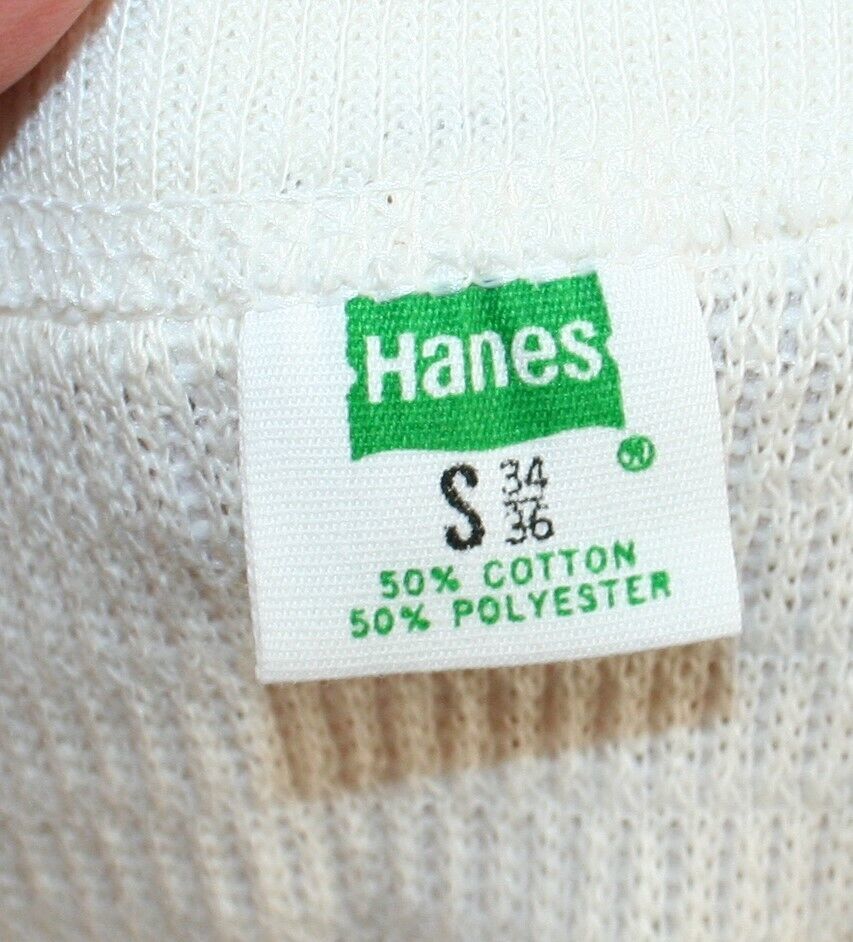 Hanes
®
S 34/36
50% COTTON
50% POLYESTER